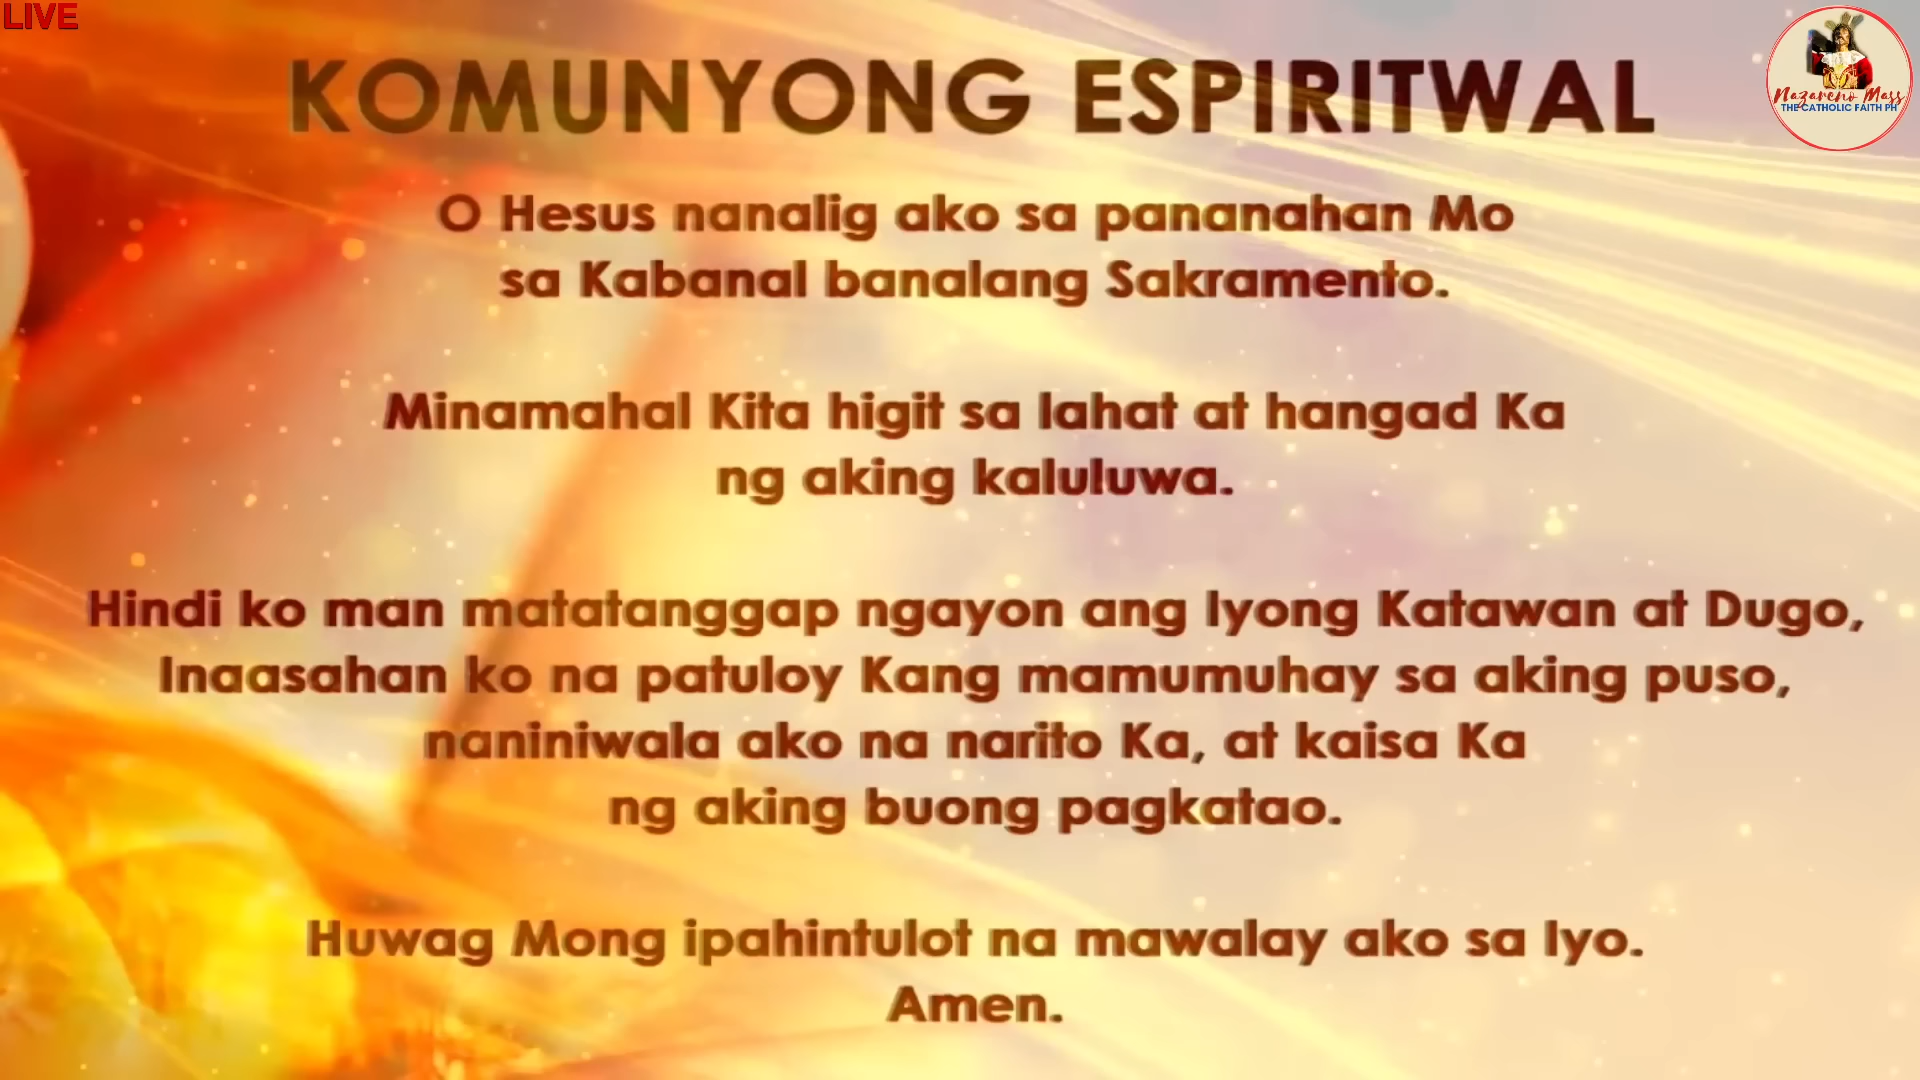 LIVE
Nazareno Mass
THE CATHOLIC FAITH PH
KOMUNYONG ESPIRITWAL
O Hesus nanalig ako sa pananahan Mo
sa Kabanal banalang Sakramento.
Minamahal Kita higit sa lahat at hangad Ka
ng aking kaluluwa.
Hindi ko man matatanggap ngayon ang Iyong Katawan at Dugo,
Inaasahan ko na patuloy Kang mamumuhay sa aking puso,
naniniwala ako na narito Ka, at kaisa Ka
ng aking buong pagkatao.
Huwag Mong ipahintulot na mawalay ako sa Iyo.
Amen.